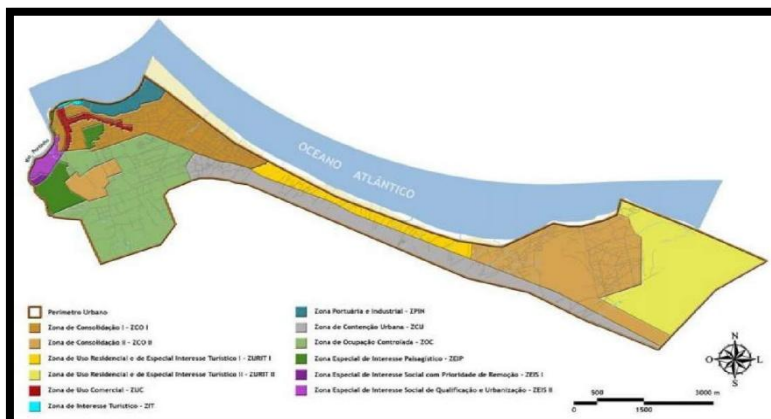 OCEANO ATLÂNTICO
Perímetro Urbano
Zona de Consolidação I - ZCO I
Zona de Consolidação II - ZCO II
Zona de Uso Residencial e de Especial Interesse Turístico I - ZURIT I
Zona de Uso Residencial e de Especial Interesse Turístico II - ZURIT II
Zona de Uso Comercial - ZUC
Zona de Interesse Turístico - ZIT
Zona Portuária e Industrial - ZPIN
Zona de Contenção Urbana - ZCU
Zona de Ocupação Controlada - ZOC
Zona Especial de Interesse Paisagístico - ZEIP
Zona Especial de Interesse Social com Prioridade de Remoção - ZEIS I
Zona Especial de Interesse Social de Qualificação e Urbanização - ZEIS II
N
O L
S
500 3000 m
0 1500